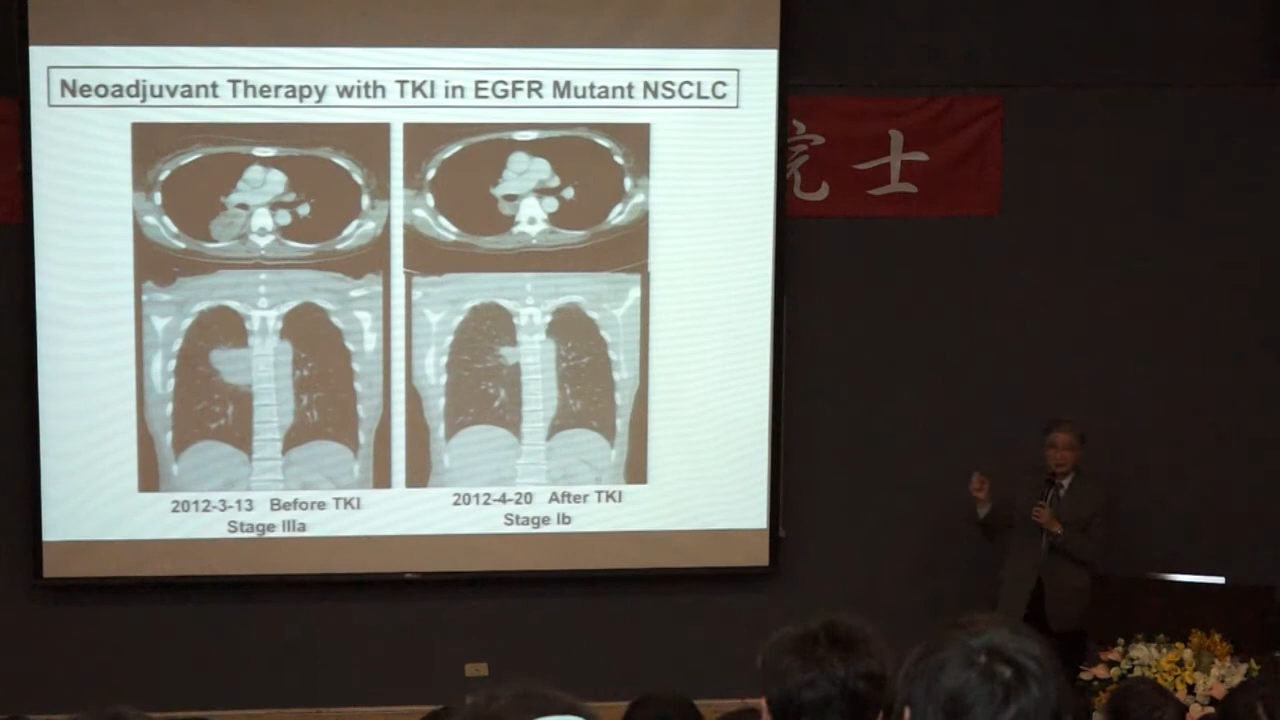 Neoadjuvant Therapy with TKI in EGFR Mutant NSCLC
院士
2012-3-13 Before TKI
Stage IIIa
2012-4-20 After TKI
Stage Ib